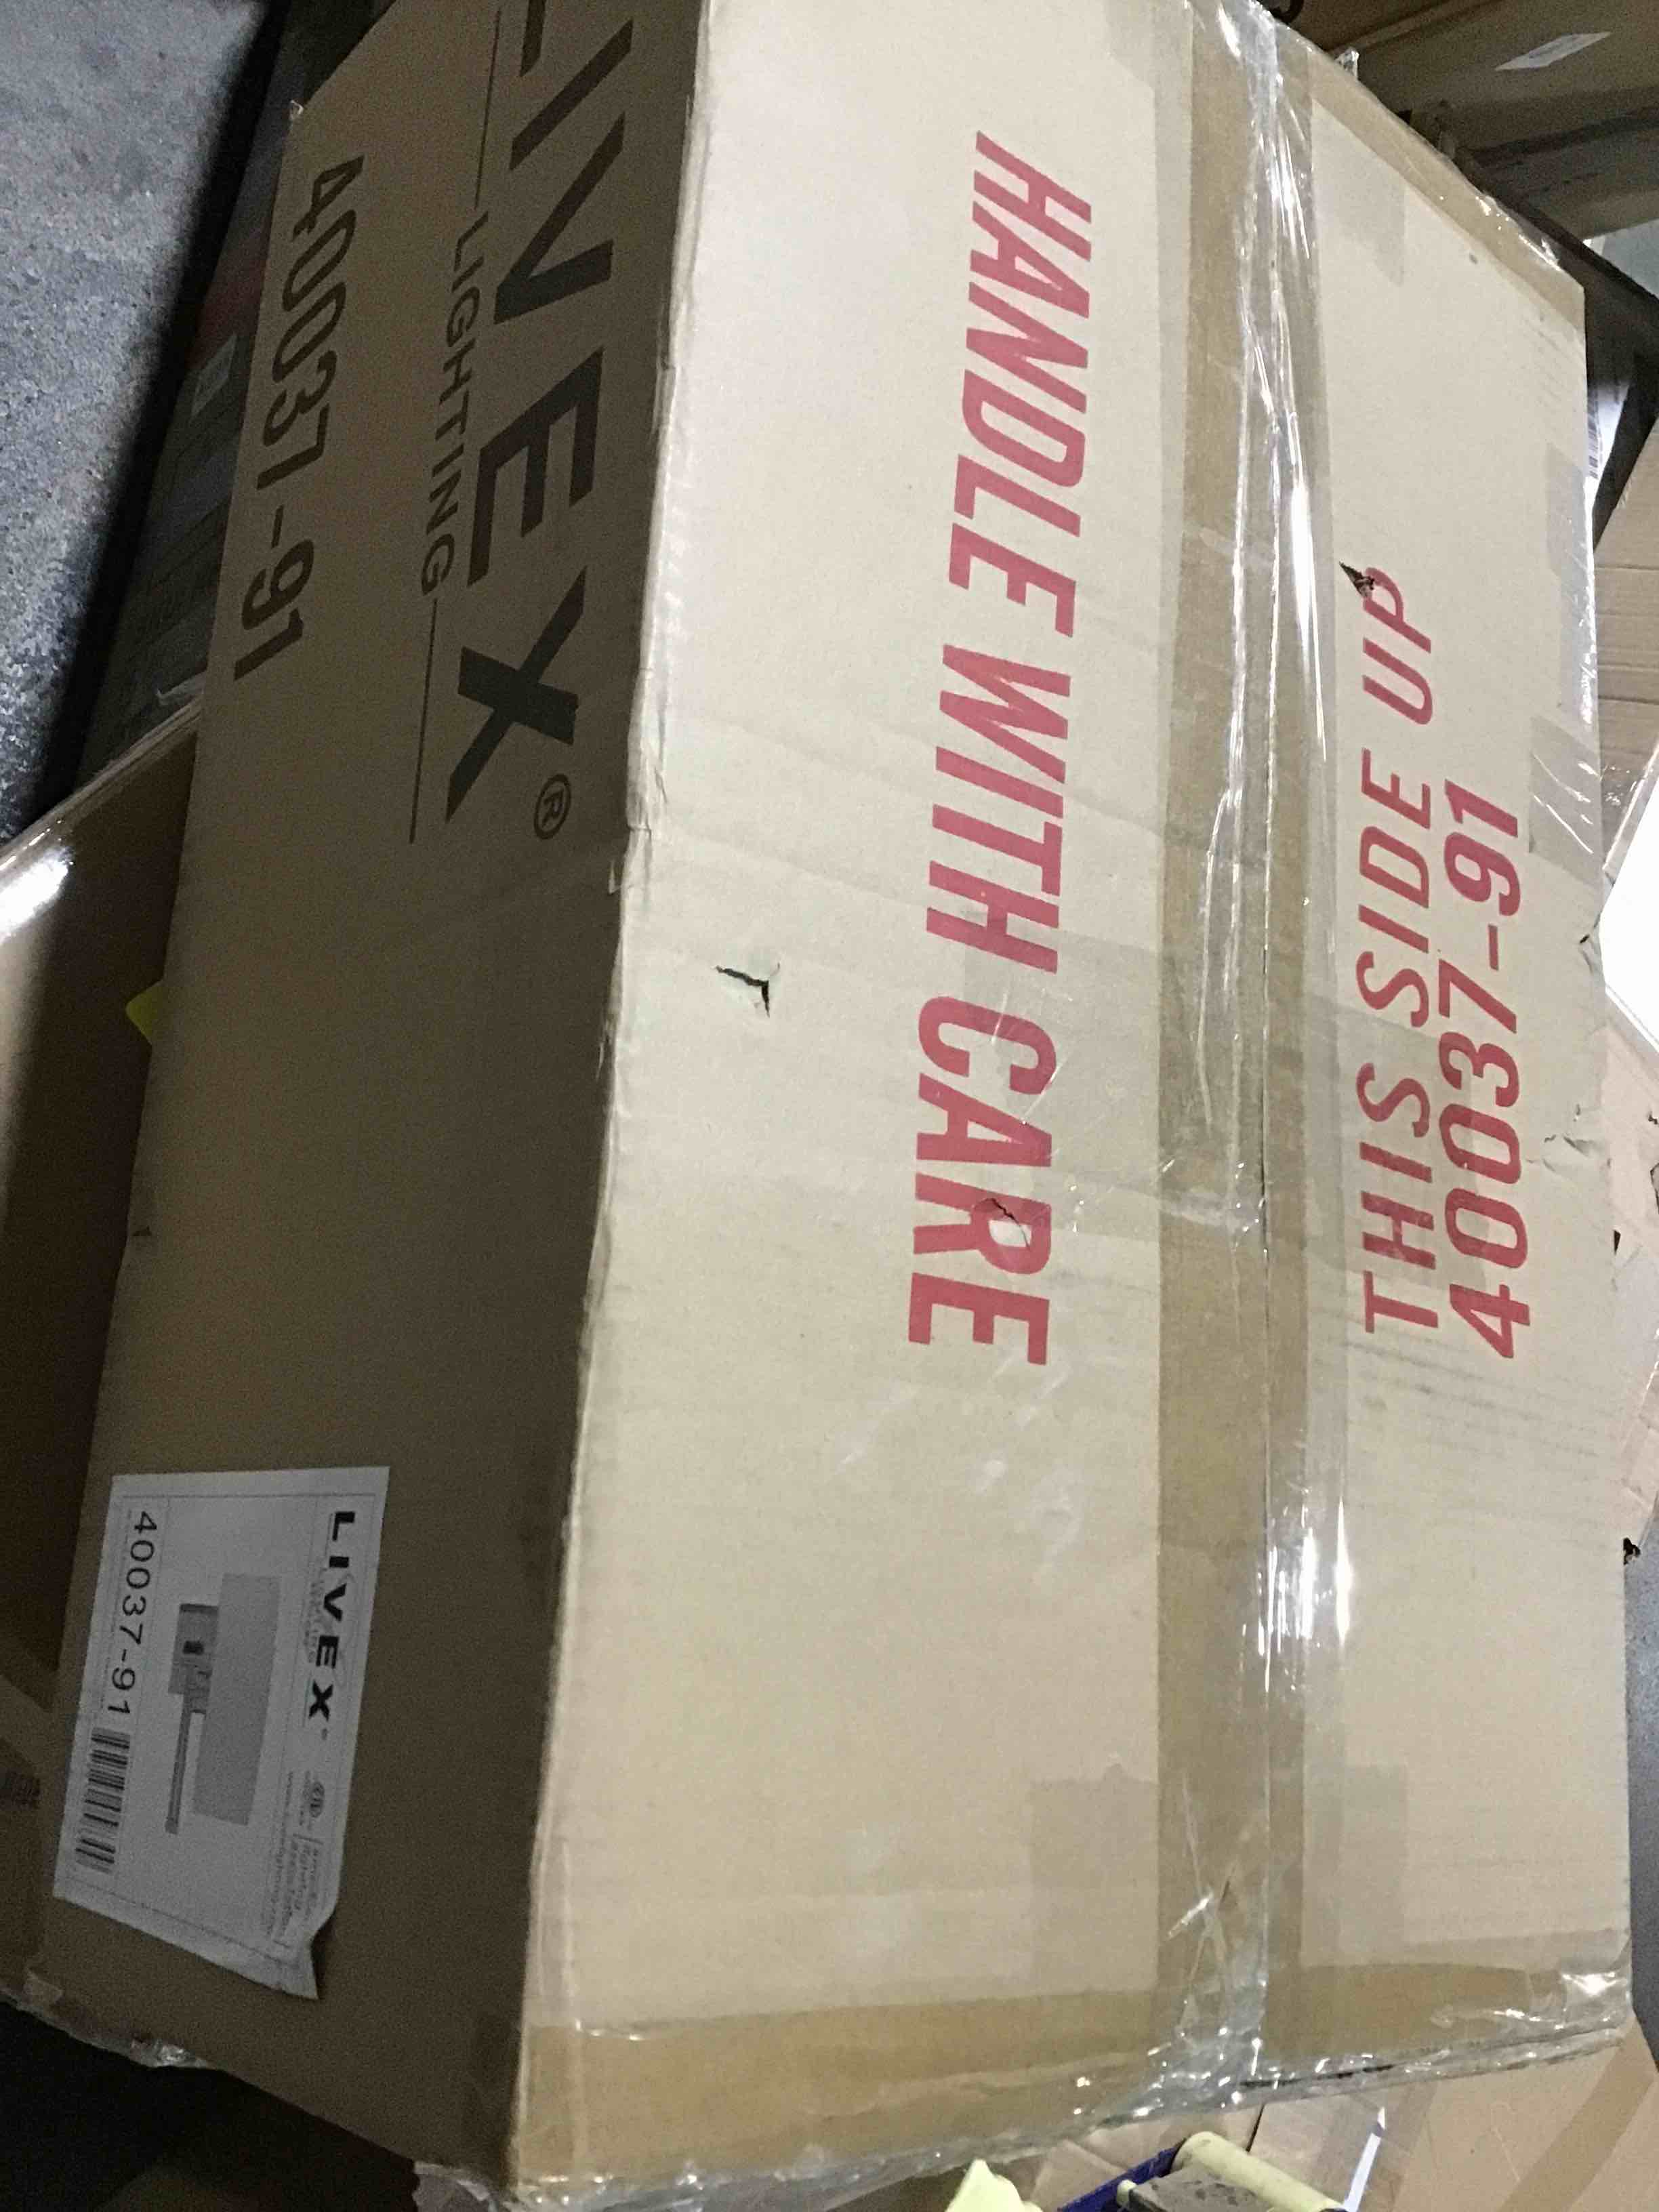 LIVEX®
LIGHTING
40037-91
HANDLE WITH CARE
THIS SIDE UP
40037-91
LIVEX®
40037-91